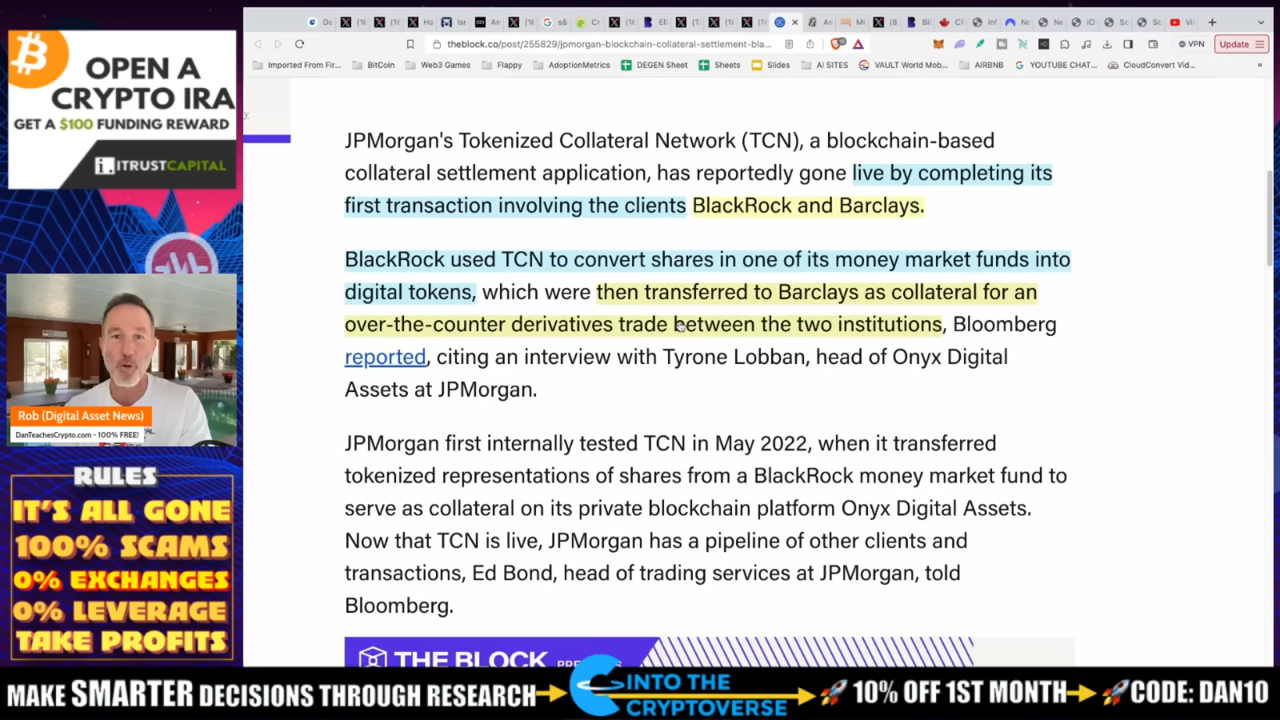 OPEN A
CRYPTO IRA
GET A $100 FUNDING REWARD
ITRUSTCAPITAL
Rob (Digital Asset News)
DanTeachesCrypto.com - 100% FREE!
RULES
IT'S ALL GONE
100% SCAMS
0% EXCHANGES
0% LEVERAGE
TAKE PROFITS
theblock.co/post/255829/jpmorgan-blockchain-collateral-settlement-bla...
VPN
Update
Imported From Fir...
BitCoin
Web3 Games
Flappy
AdoptionMetrics
DEGEN Sheet
Sheets
Slides
AI SITES
VAULT World Mob...
AIRBNB
YOUTUBE CHAT...
CloudConvert Vid...
JPMorgan's Tokenized Collateral Network (TCN), a blockchain-based
collateral settlement application, has reportedly gone live by completing its
first transaction involving the clients BlackRock and Barclays.
BlackRock used TCN to convert shares in one of its money market funds into
digital tokens, which were then transferred to Barclays as collateral for an
over-the-counter derivatives trade between the two institutions, Bloomberg
reported, citing an interview with Tyrone Lobban, head of Onyx Digital
Assets at JPMorgan.
JPMorgan first internally tested TCN in May 2022, when it transferred
tokenized representations of shares from a BlackRock money market fund to
serve as collateral on its private blockchain platform Onyx Digital Assets.
Now that TCN is live, JPMorgan has a pipeline of other clients and
transactions, Ed Bond, head of trading services at JPMorgan, told
Bloomberg.
THE BLOCK
MAKE SMARTER DECISIONS THROUGH RESEARCH
INTO THE
CRYPTOVERSE
10% OFF 1ST MONTH
CODE: DAN10